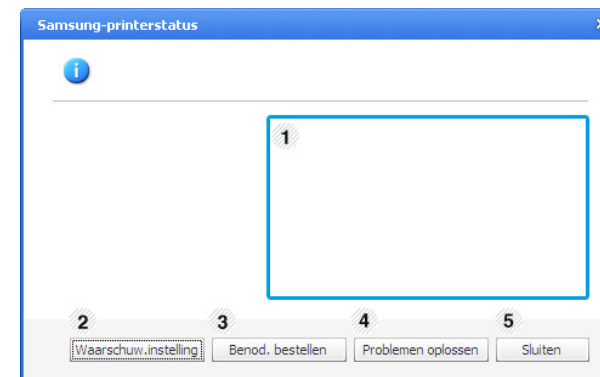 Samsung-printerstatus
1
2 3 4 5
Waarschuw.instelling Benod. bestellen Problemen oplossen Sluiten